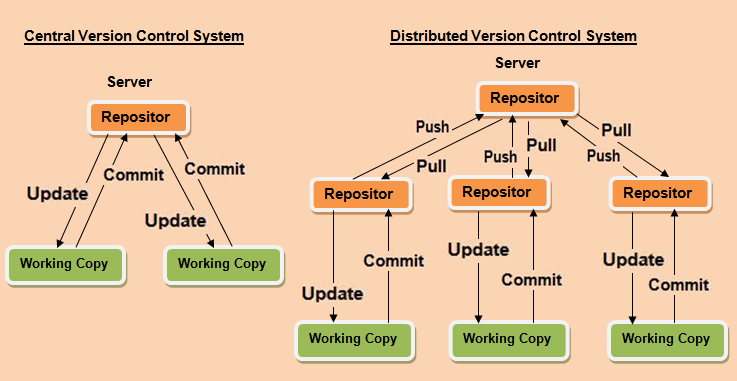 Central Version Control System
Server
Repositor
Update
Commit
Update
Commit
Working Copy
Working Copy
Distributed Version Control System
Server
Repositor
Push
Pull
Push
Pull
Push
Pull
Repositor
Repositor
Repositor
Update
Commit
Update
Commit
Update
Commit
Working Copy
Working Copy
Working Copy